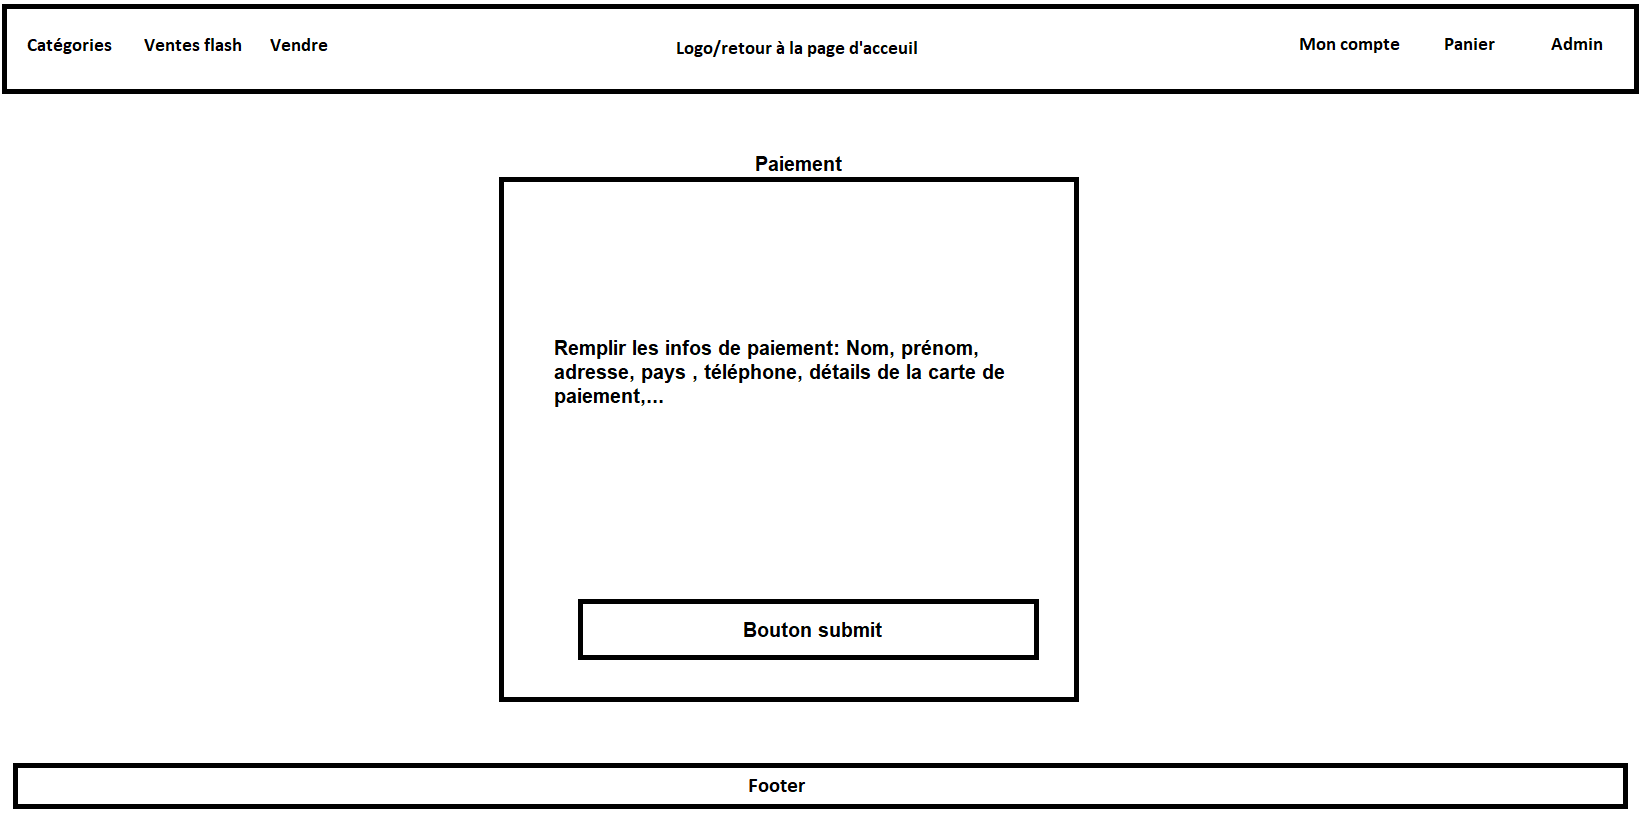 Catégories Ventes flash Vendre Logo/retour à la page d'acceuil Mon compte Panier Admin
Paiement
Remplir les infos de paiement: Nom, prénom,
adresse, pays , téléphone, détails de la carte de
paiement,...
Bouton submit
Footer